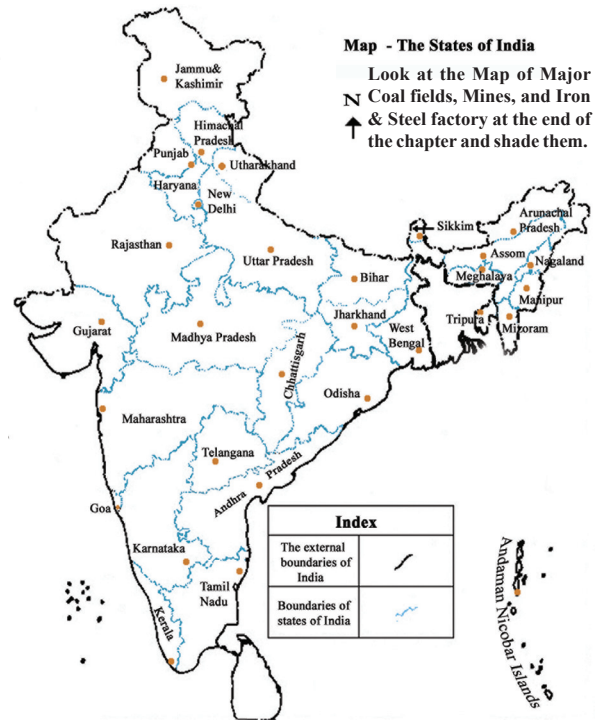 Map - The States of India
Look at the Map of Major
Coal fields, Mines, and Iron
& Steel factory at the end of
the chapter and shade them.
N
Jammu&
Kashimir
Himachal
Pradesh
Punjab
Utharakhand
Haryana
New
Delhi
Rajasthan
Uttar Pradesh
Bihar
Sikkim
Arunachal
Pradesh
Assom
Nagaland
Meghalaya
Manipur
Tripura
Mizoram
Gujarat
Madhya Pradesh
Jharkhand
West
Bengal
Chhattisgarh
Odisha
Maharashtra
Telangana
Andhra Pradesh
Goa
Karnataka
Tamil
Nadu
Kerala
Andaman Nicobar Islands
Index
The external
boundaries of
India
Boundaries of
states of India